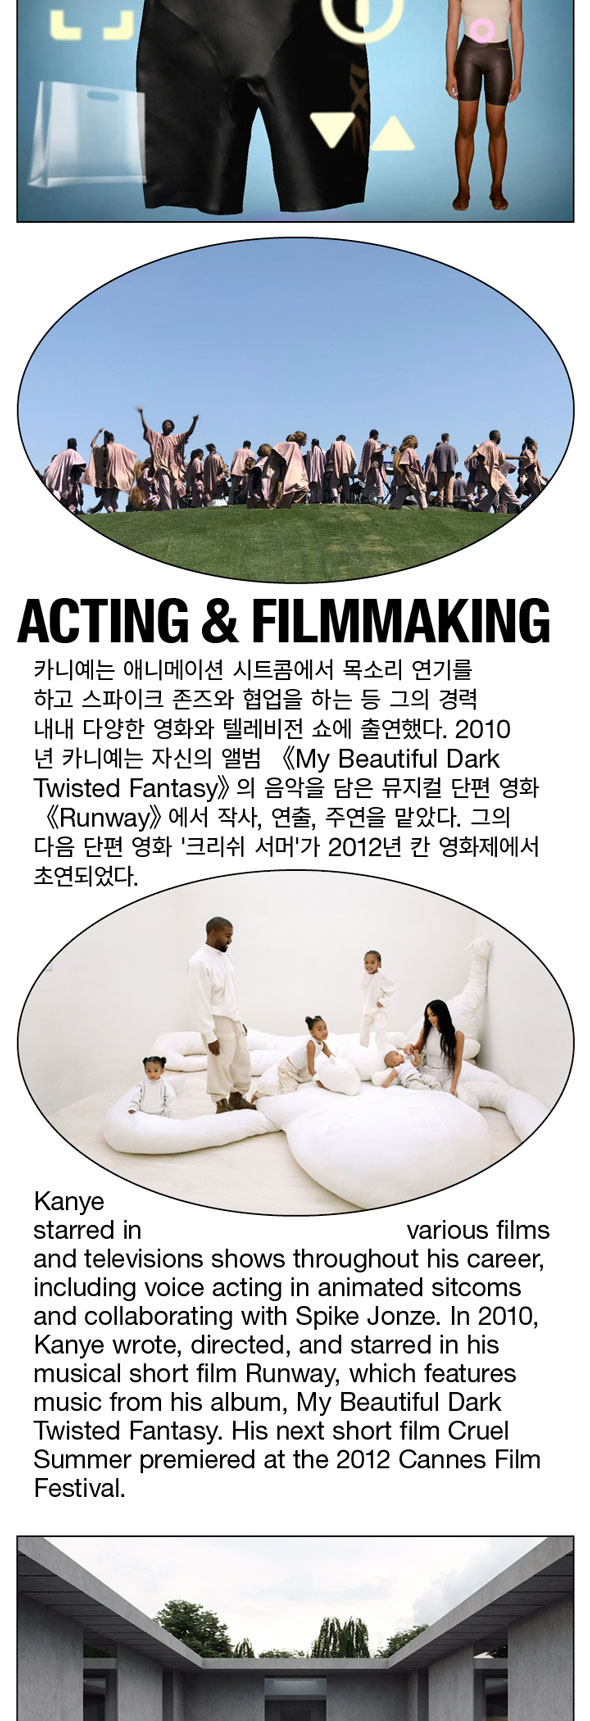 ACTING & FILMMAKING
카니예는 애니메이션 시트콤에서 목소리 연기를
하고 스파이크 존즈와 협업을 하는 등 그의 경력
내내 다양한 영화와 텔레비전 쇼에 출연했다. 2010
년 카니예는 자신의 앨범 《My Beautiful Dark
Twisted Fantasy》의 음악을 담은 뮤지컬 단편 영화
《Runway》에서 작사, 연출, 주연을 맡았다. 그의
다음 단편 영화 '크리쉬 서머'가 2012년 칸 영화제에서
초연되었다.
Kanye
starred in various films
and televisions shows throughout his career,
including voice acting in animated sitcoms
and collaborating with Spike Jonze. In 2010,
Kanye wrote, directed, and starred in his
musical short film Runway, which features
music from his album, My Beautiful Dark
Twisted Fantasy. His next short film Cruel
Summer premiered at the 2012 Cannes Film
Festival.